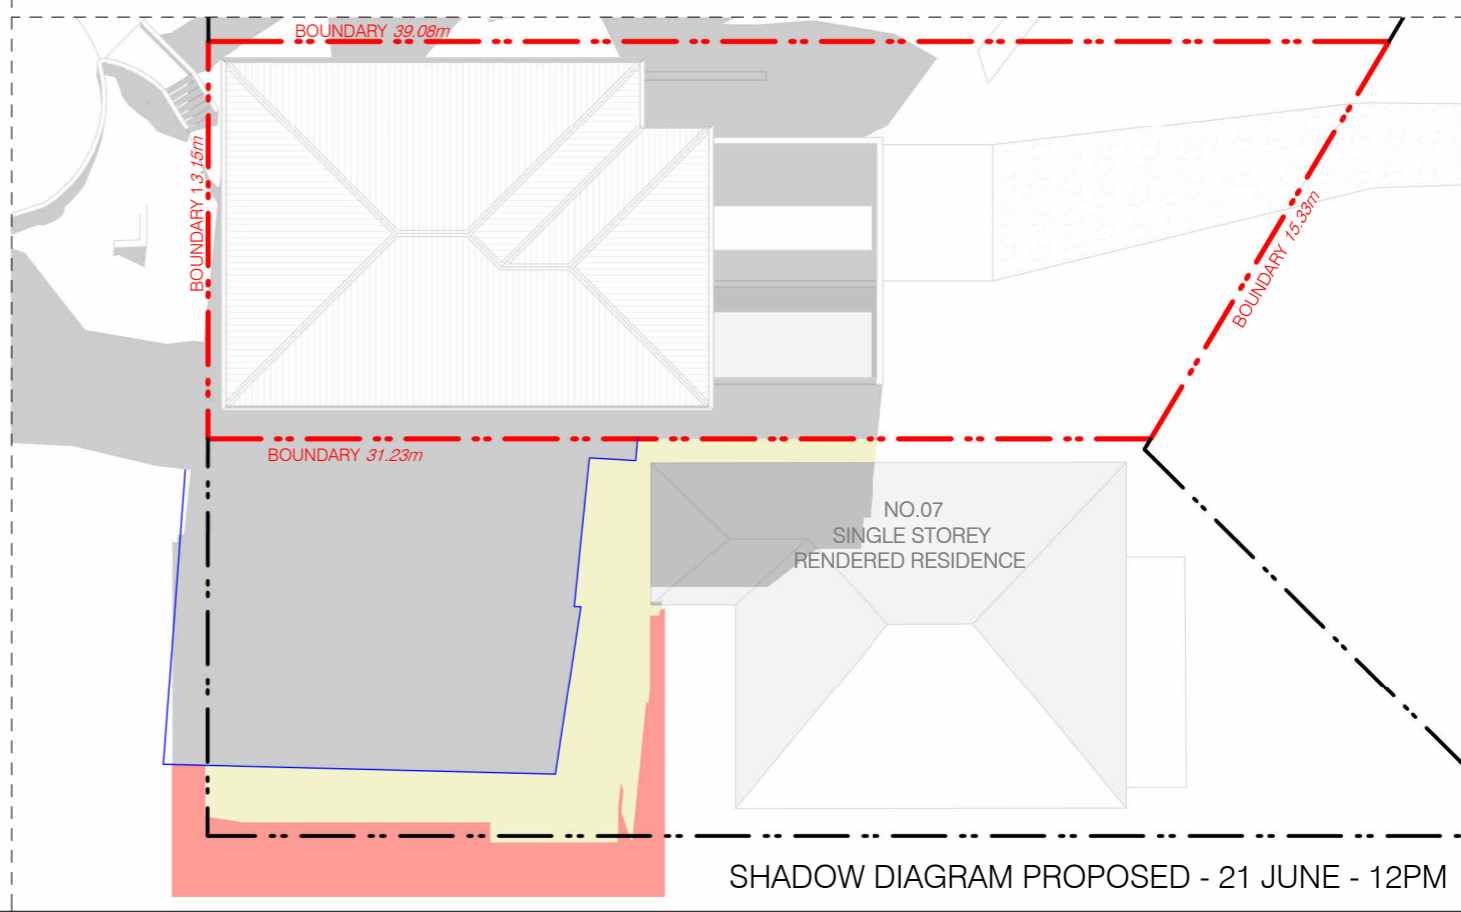 BOUNDARY 39.08m
BOUNDARY 13.15m
BOUNDARY 15.33m
BOUNDARY 31.23m
NO.07
SINGLE STOREY
RENDERED RESIDENCE
SHADOW DIAGRAM PROPOSED - 21 JUNE - 12PM